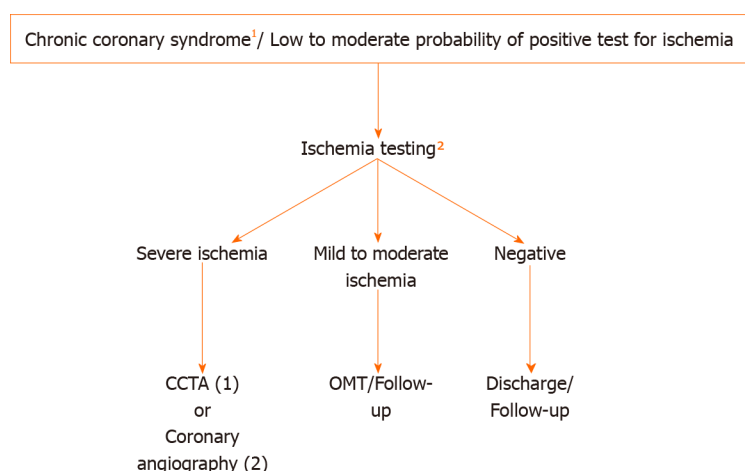 Chronic coronary syndrome¹/ Low to moderate probability of positive test for ischemia
Ischemia testing²
Severe ischemia
Mild to moderate
ischemia
Negative
CCTA (1)
or
Coronary
angiography (2)
OMT/Follow-
up
Discharge/
Follow-up